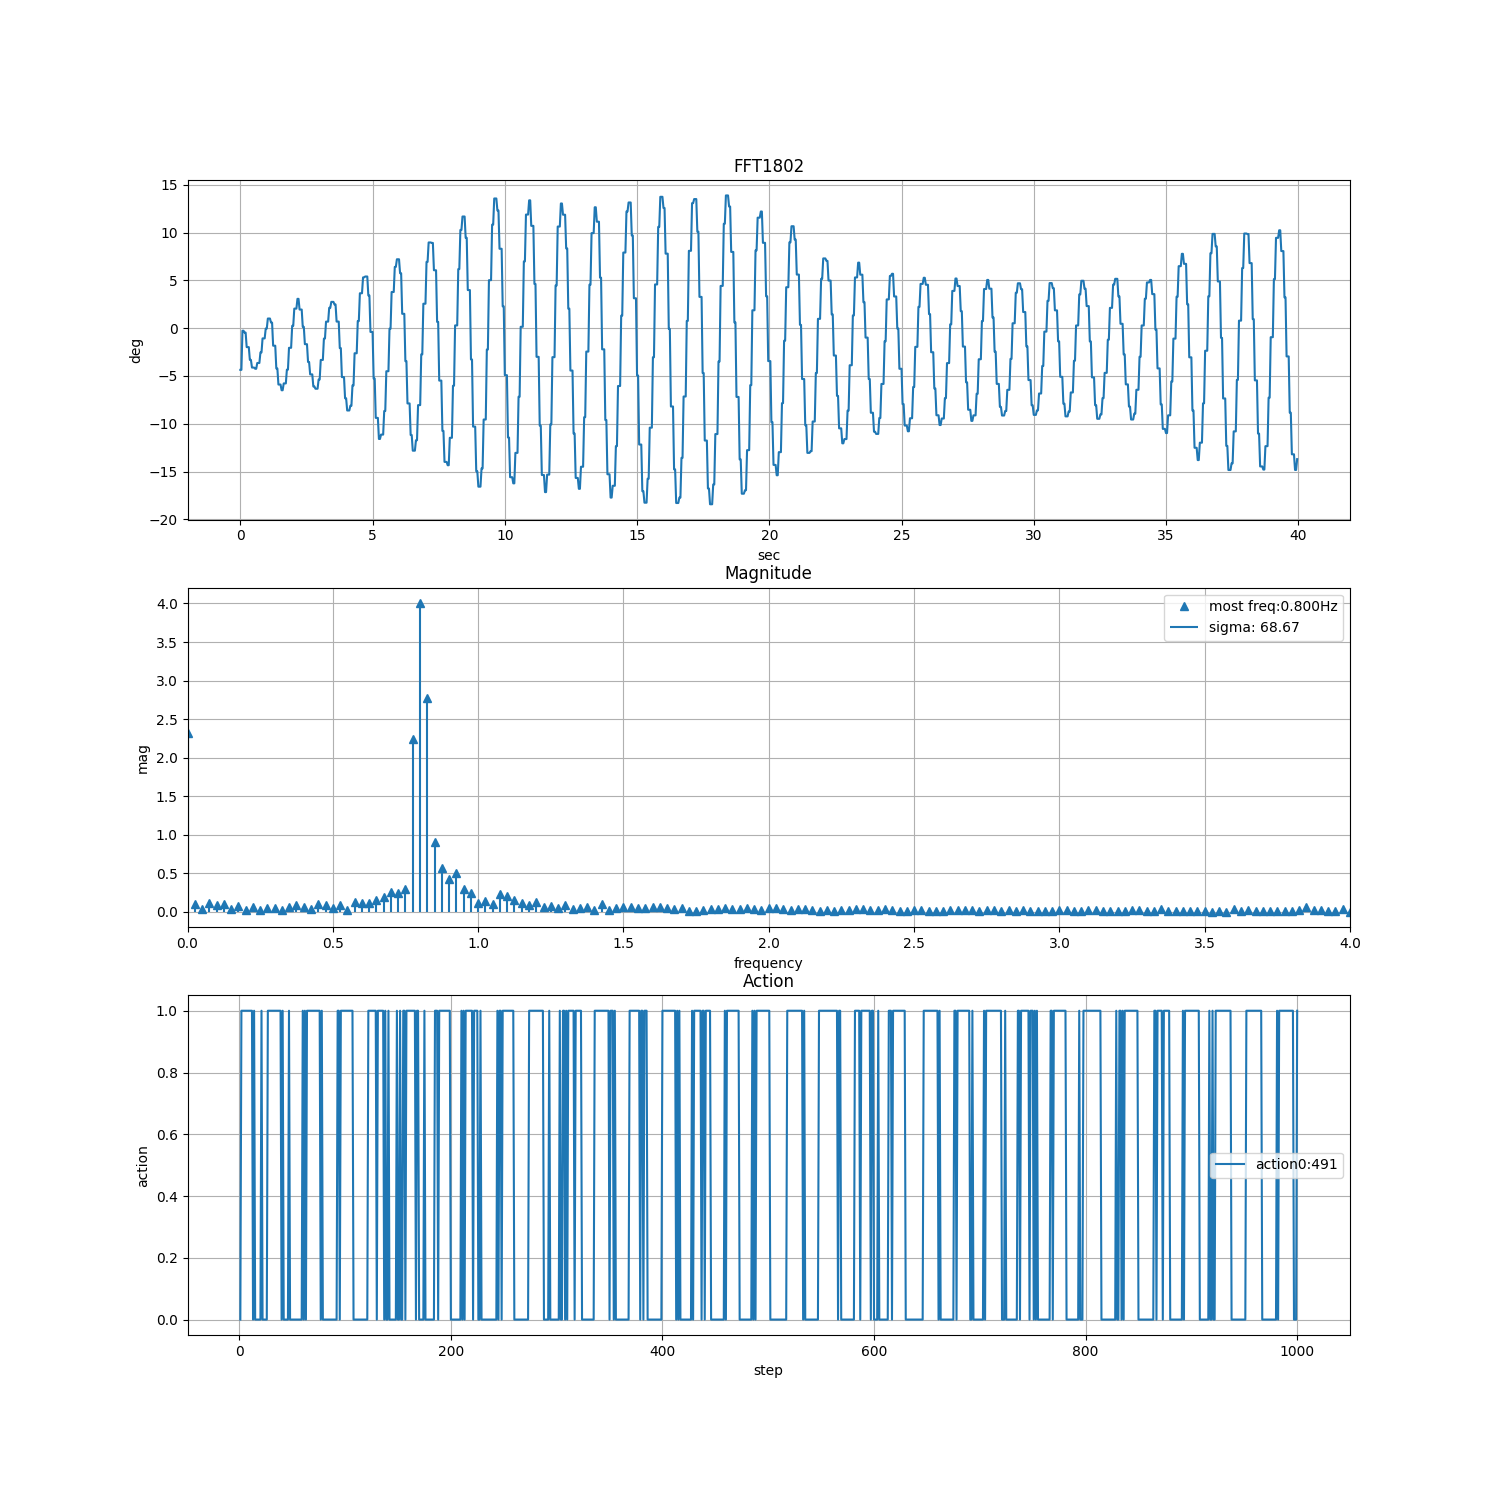 FFT1802
15
10
5
0
−5
−10
−15
−20
deg
0 5 10 15 20 25 30 35 40
sec
Magnitude
4.0
3.5
3.0
2.5
2.0
1.5
1.0
0.5
0.0
mag
most freq:0.800Hz
sigma: 68.67
0.0 0.5 1.0 1.5 2.0 2.5 3.0 3.5 4.0
frequency
Action
1.0
0.8
0.6
0.4
0.2
0.0
action
action0:491
0 200 400 600 800 1000
step